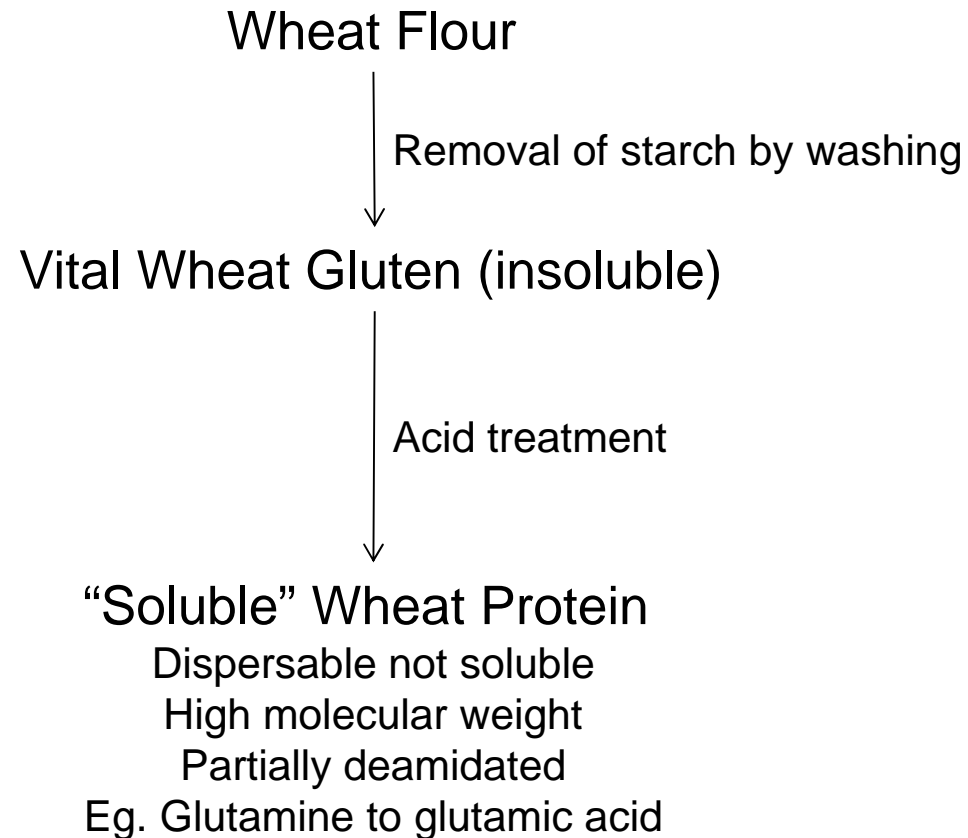 Wheat Flour
Removal of starch by washing
Vital Wheat Gluten (insoluble)
Acid treatment
“Soluble” Wheat Protein
Dispersable not soluble
High molecular weight
Partially deamidated
Eg. Glutamine to glutamic acid